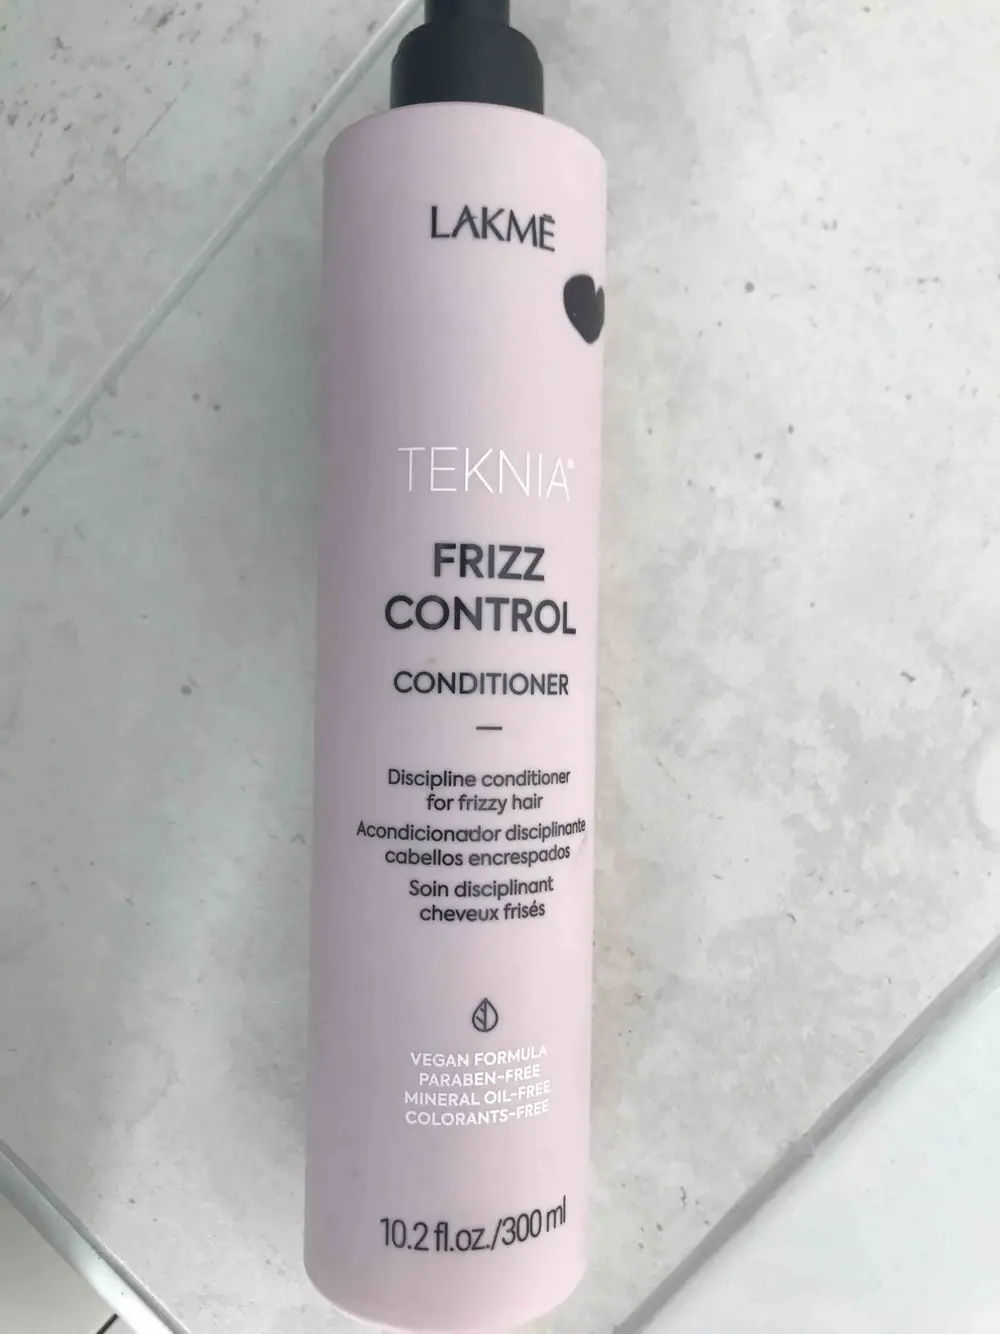 LAKMĒ
TEKNIA®
FRIZZ
CONTROL
CONDITIONER
Discipline conditioner
for frizzy hair
Acondicionador disciplinante
cabellos encrespados
Soin disciplinant
cheveux frisés
VEGAN FORMULA
PARABEN-FREE
MINERAL OIL-FREE
COLORANTS-FREE
10.2 fl.oz./300 ml